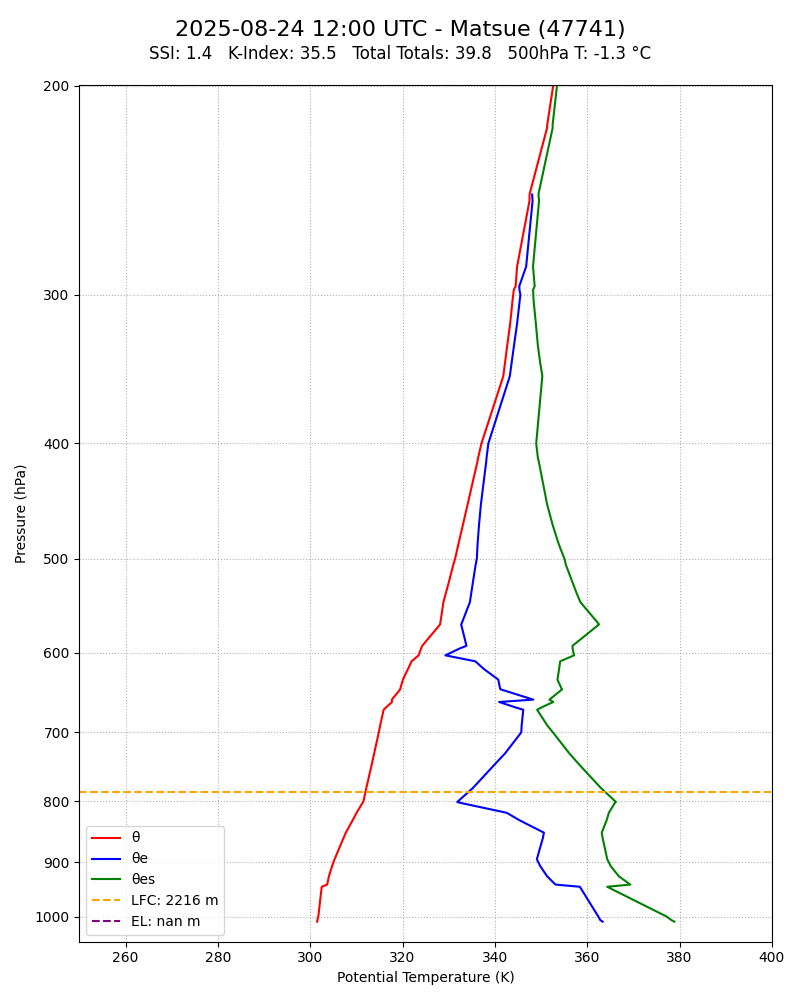 2025-08-24 12:00 UTC - Matsue (47741)
SSI: 1.4   K-Index: 35.5   Total Totals: 39.8   500hPa T: -1.3 °C
200
300
400
500
600
700
800
900
1000
Pressure (hPa)
θ
θe
θes
LFC: 2216 m
EL: nan m
260 280 300 320 340 360 380 400
Potential Temperature (K)